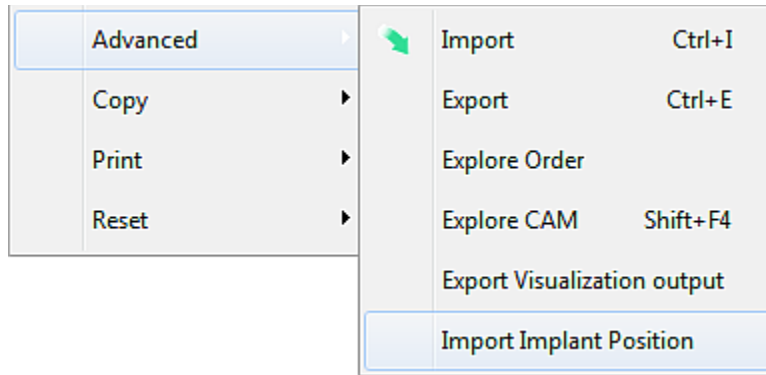 Advanced
Copy
Print
Reset
Import Ctrl+I
Export Ctrl+E
Explore Order
Explore CAM Shift+F4
Export Visualization output
Import Implant Position